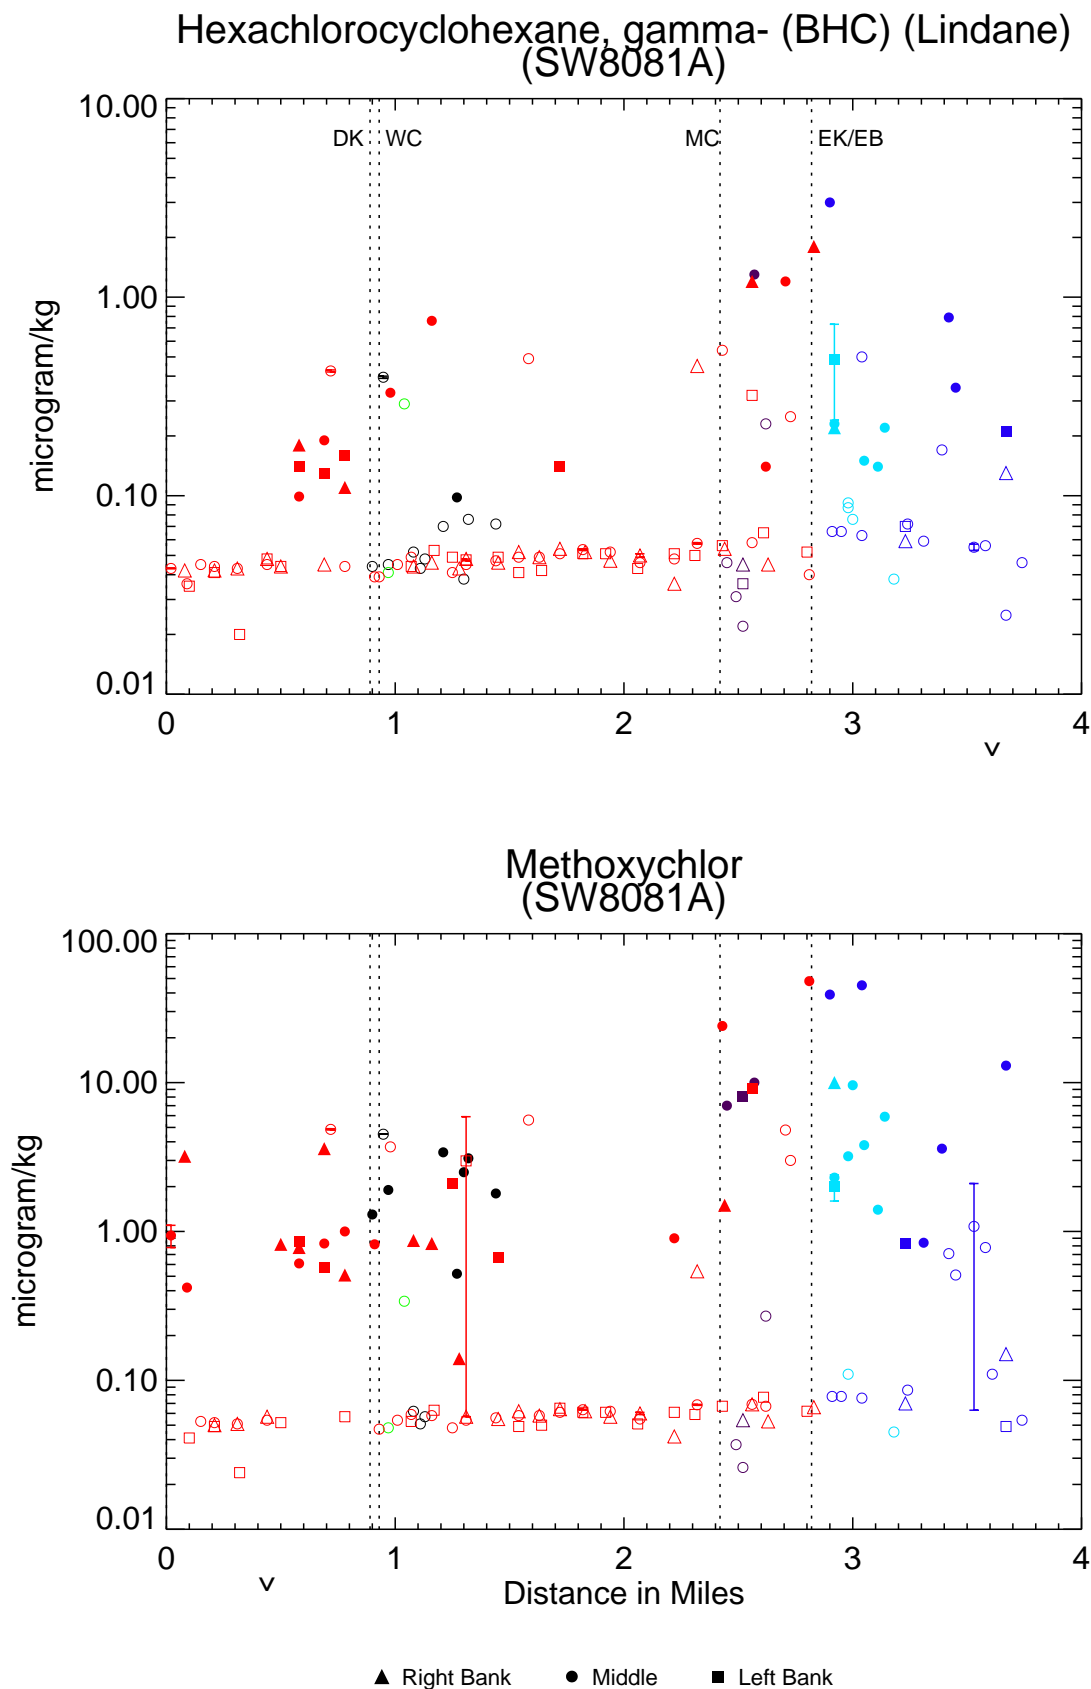 Hexachlorocyclohexane, gamma- (BHC) (Lindane)
(SW8081A)
10.00
DK WC MC EK/EB
1.00
microgram/kg
0.10
0.01
0 1 2 3 4
v
Methoxychlor
(SW8081A)
100.00
10.00
1.00
microgram/kg
0.10
0.01
0 1 2 3 4
v
Distance in Miles
Right Bank Middle Left Bank